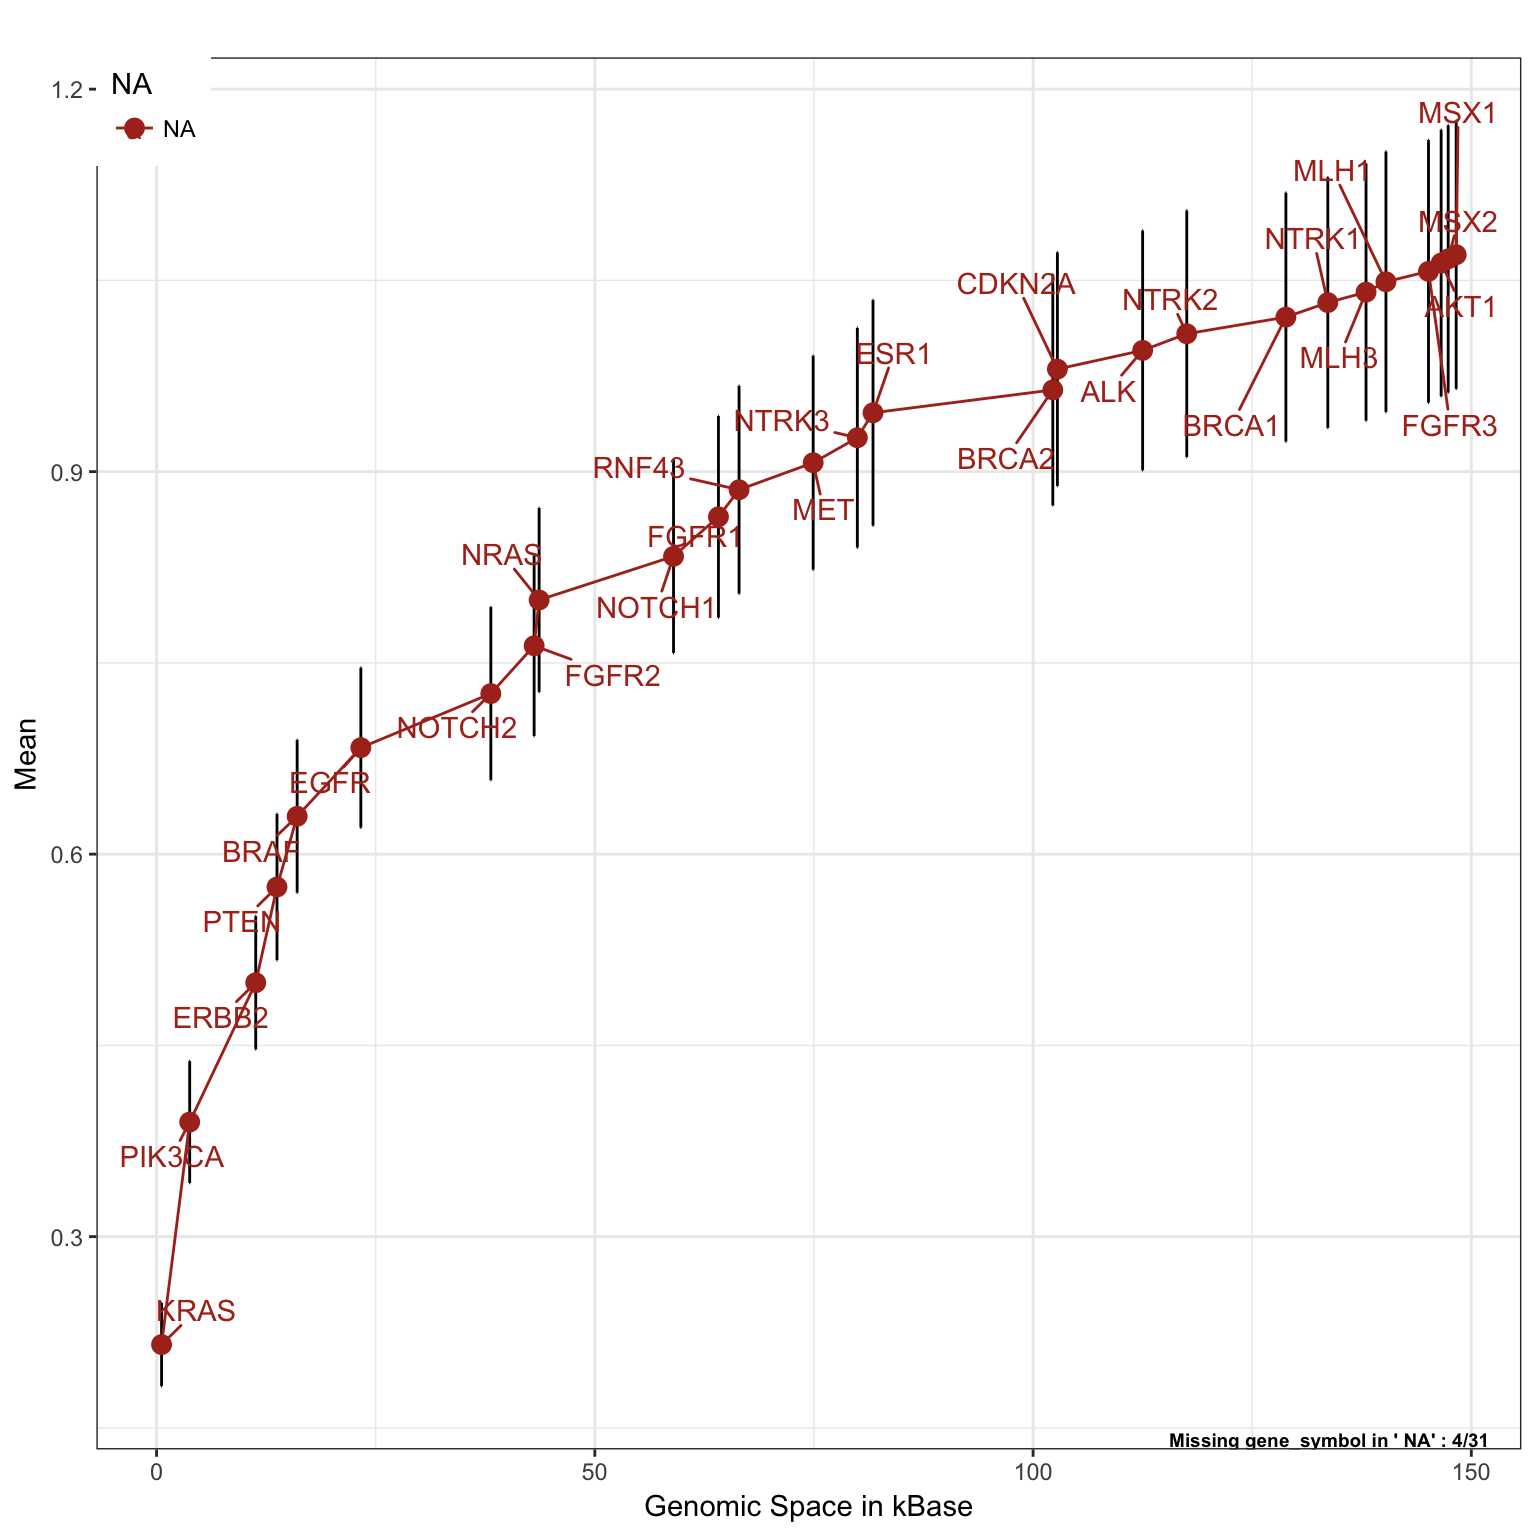 NA
NA
1.2
0.9
0.6
0.3
Mean
MSX1
MLH1
MSX2
NTRK1
CDKN2A
NTRK2
AKT1
ESR1
MLH3
ALK
NTRK3
BRCA1
FGFR3
BRCA2
RNF43
MET
FGFR1
NRAS
NOTCH1
FGFR2
NOTCH2
EGFR
BRAF
PTEN
ERBB2
PIK3CA
KRAS
Missing gene_symbol in ' NA' : 4/31
0 50 100 150
Genomic Space in kBase